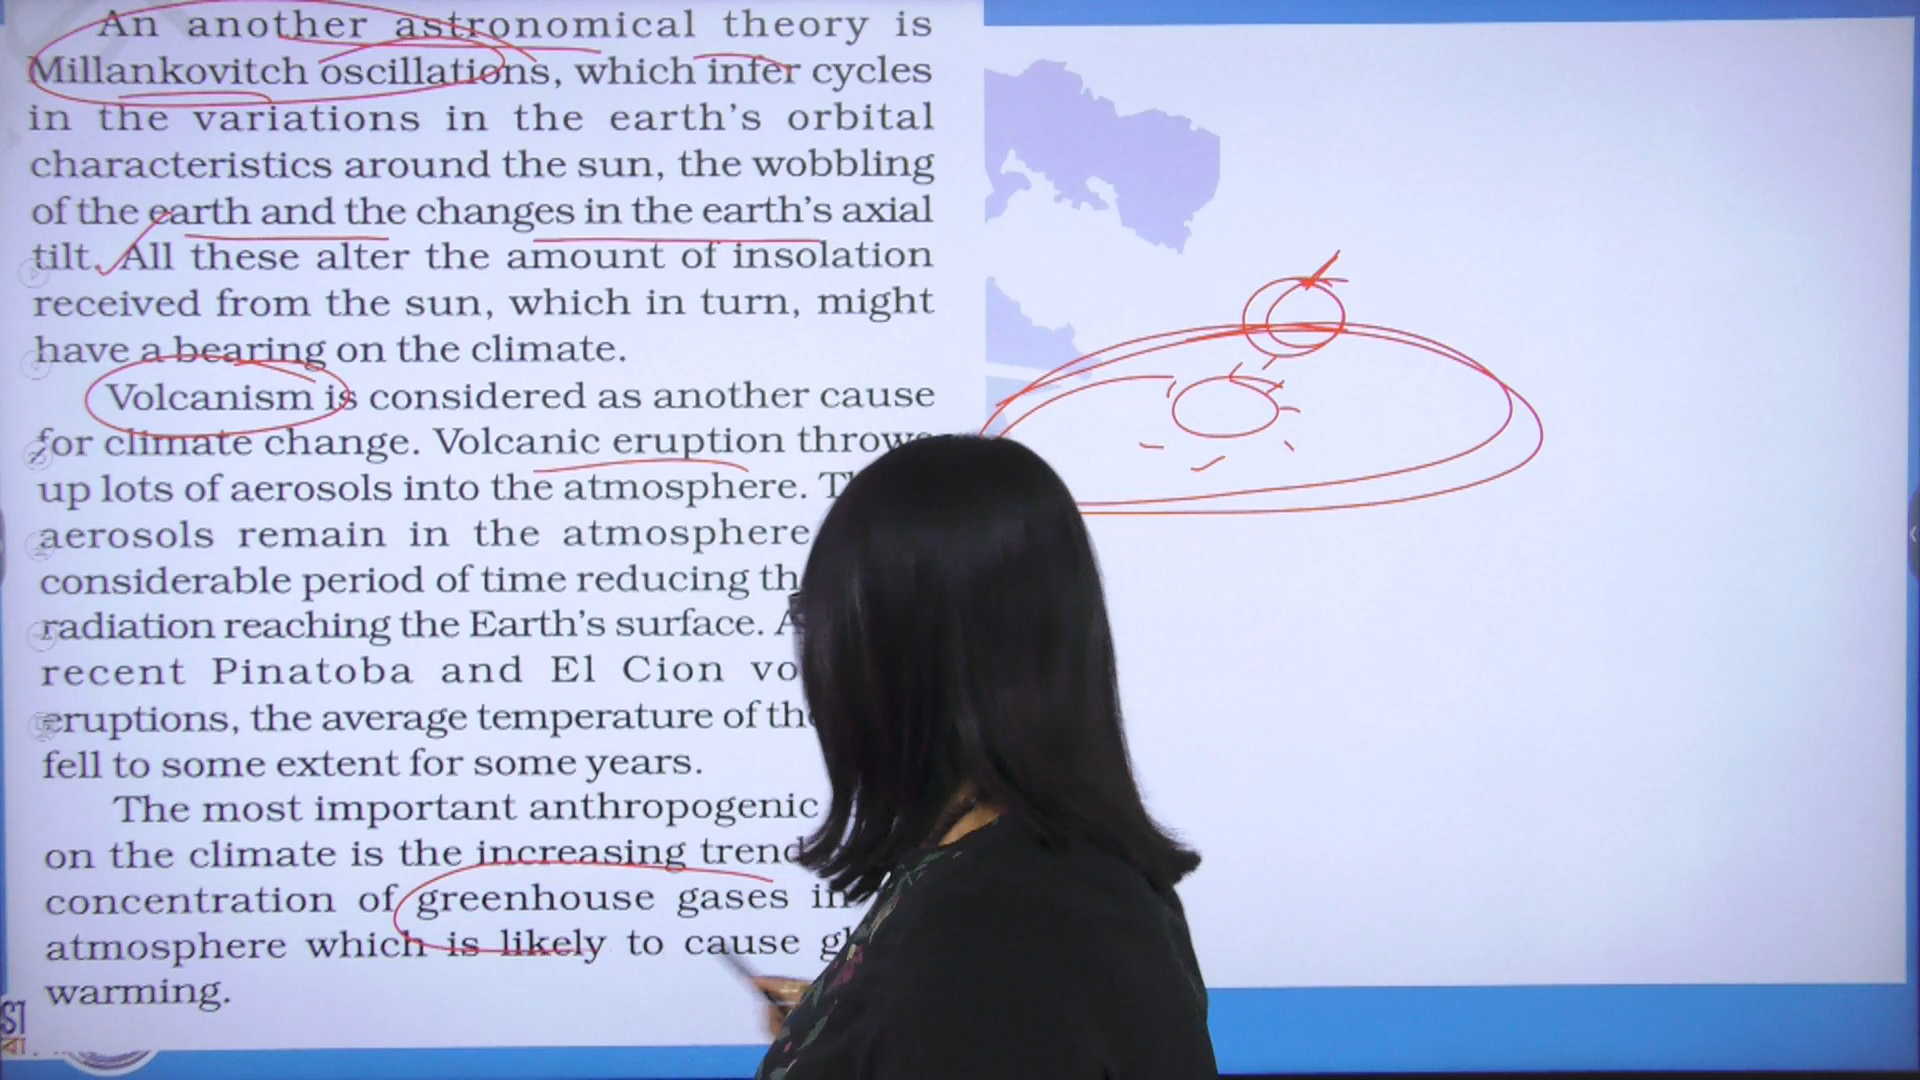 An another astronomical theory is
Millankovitch oscillations, which infer cycles
in the variations in the earth's orbital
characteristics around the sun, the wobbling
of the earth and the changes in the earth's axial
tilt. All these alter the amount of insolation
received from the sun, which in turn, might
have a bearing on the climate.
Volcanism is considered as another cause
for climate change. Volcanic eruption throws
up lots of aerosols into the atmosphere.
aerosols remain in the atmosphere
considerable period of time reducing
radiation reaching the Earth's surface.
recent Pinatoba and El Cion
eruptions, the average temperature of
fell to some extent for some years.
The most important anthropogenic
on the climate is the increasing trend
concentration of greenhouse gases in
atmosphere which is likely to cause
warming.
ST